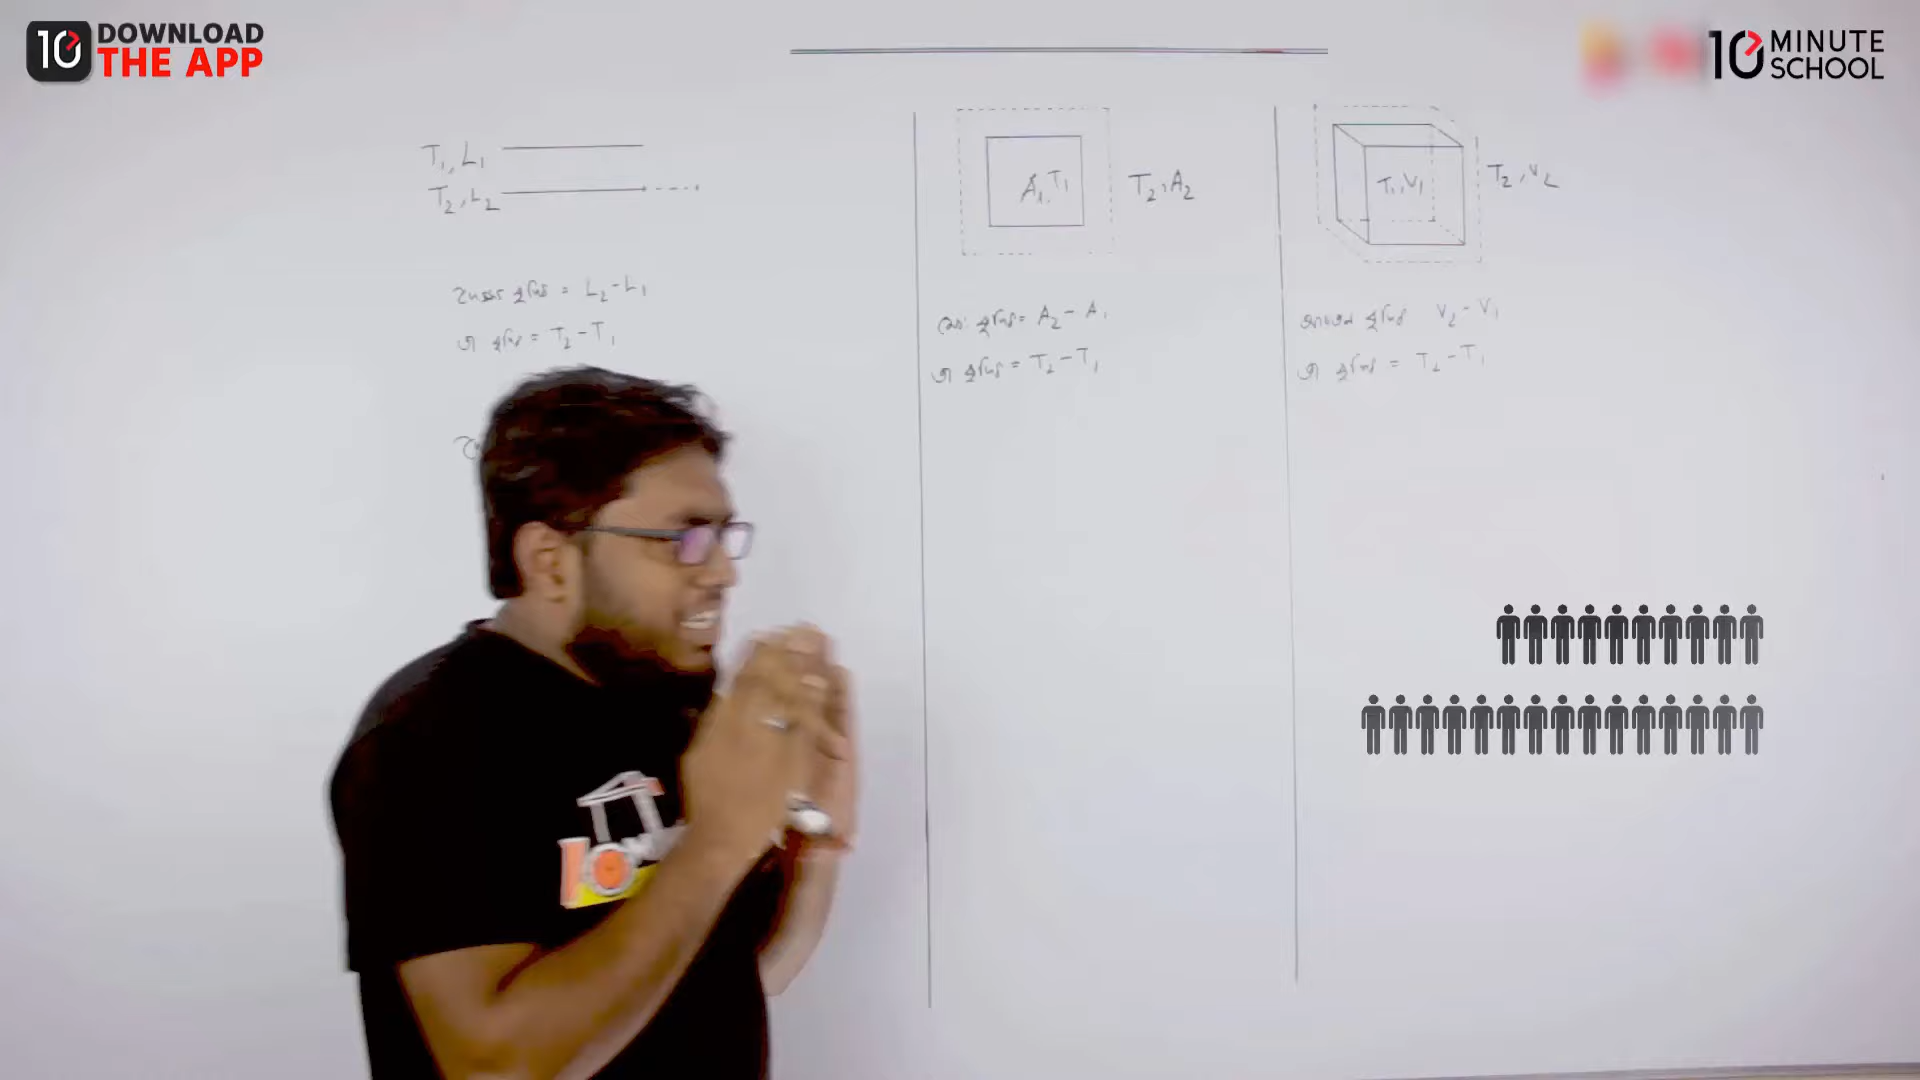 10 DOWNLOAD
THE APP
10 MINUTE
SCHOOL
T₁, L₁
T₂, L₂
A₁, T₁
T₂, A₂
T₁, V₁
T₂, V₂
বৃদ্ধি = L₂ - L₁
বৃদ্ধি = T₂ - T₁
বৃদ্ধি = A₂ - A₁
বৃদ্ধি = T₂ - T₁
আয়তন বৃদ্ধি V₂ - V₁
বৃদ্ধি = T₂ - T₁